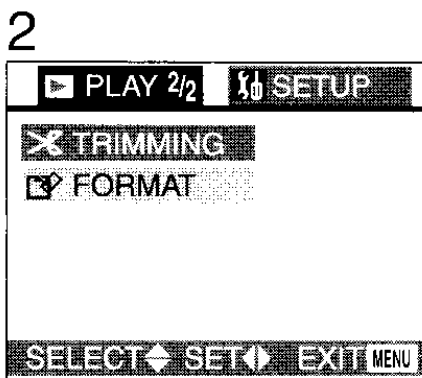 2
PLAY 2/2 SETUP
TRIMMING
FORMAT
SELECT SET EXIT MENU